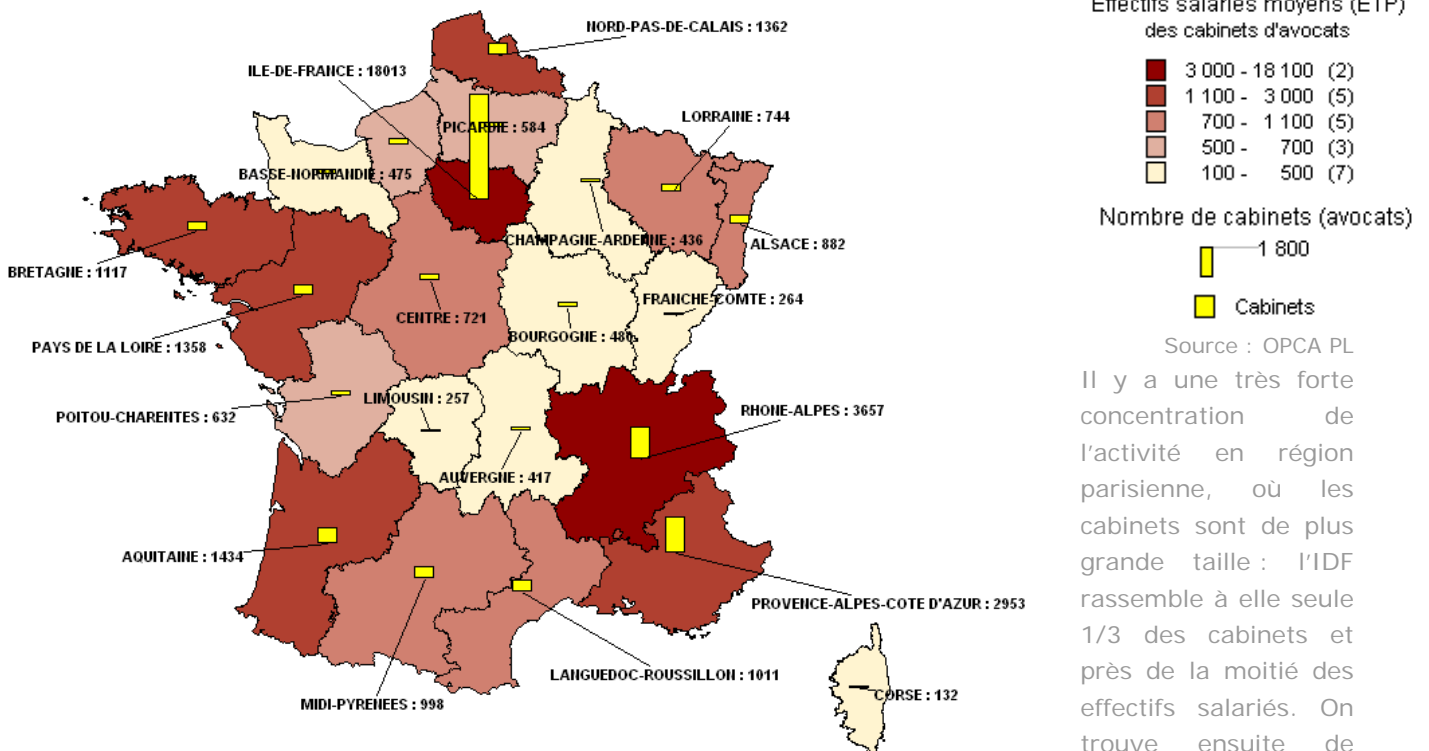 NORD-PAS-DE-CALAIS : 1362
ILE-DE-FRANCE : 18013
LORRAINE : 744
PICARDIE : 584
BASSE-NORMANDIE : 475
CHAMPAGNE-ARDENNE : 436
ALSACE : 882
BRETAGNE : 1117
FRANCHE-COMTE : 264
CENTRE : 721
BOURGOGNE : 480
PAYS DE LA LOIRE : 1358
LIMOUSIN : 257
RHONE-ALPES : 3657
POITOU-CHARENTES : 632
AUVERGNE : 417
AQUITAINE : 1434
PROVENCE-ALPES-COTE D'AZUR : 2953
LANGUEDOC-ROUSSILLON : 1011
CORSE : 132
MIDI-PYRENEES : 998
Effectifs salariés moyens (ETP)
des cabinets d'avocats
3 000 - 18 100 (2)
1 100 - 3 000 (5)
700 - 1 100 (5)
500 - 700 (3)
100 - 500 (7)
Nombre de cabinets (avocats)
1 800
Cabinets
Source : OPCA PL
Il y a une très forte
concentration de
l'activité en région
parisienne, où les
cabinets sont de plus
grande taille : l'IDF
rassemble à elle seule
1/3 des cabinets et
près de la moitié des
effectifs salariés. On
trouve ensuite de